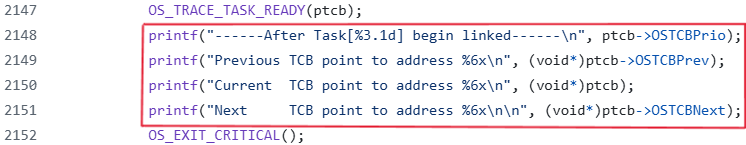 2147 OS_TRACE_TASK_READY(ptcb);
2148 printf("------After Task[%3.1d] begin linked------\n", ptcb->OSTCBPrio);
2149 printf("Previous TCB point to address %6x\n", (void*)ptcb->OSTCBPrev);
2150 printf("Current  TCB point to address %6x\n", (void*)ptcb);
2151 printf("Next     TCB point to address %6x\n\n", (void*)ptcb->OSTCBNext);
2152 OS_EXIT_CRITICAL();